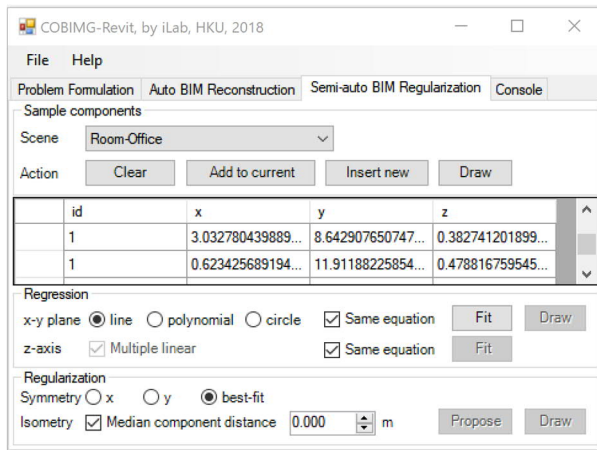 COBIMG-Revit, by iLab, HKU, 2018
File Help
Problem Formulation Auto BIM Reconstruction Semi-auto BIM Regularization Console
Sample components
Scene Room-Office
Action Clear Add to current Insert new Draw
id x y z
1 3.032780439889... 8.642907650747... 0.382741201899...
1 0.623425689194... 11.91188225854... 0.478816759545...
Regression
x-y plane line polynomial circle Same equation Fit Draw
z-axis Multiple linear Same equation Fit
Regularization
Symmetry x y best-fit
Isometry Median component distance 0.000 m Propose Draw